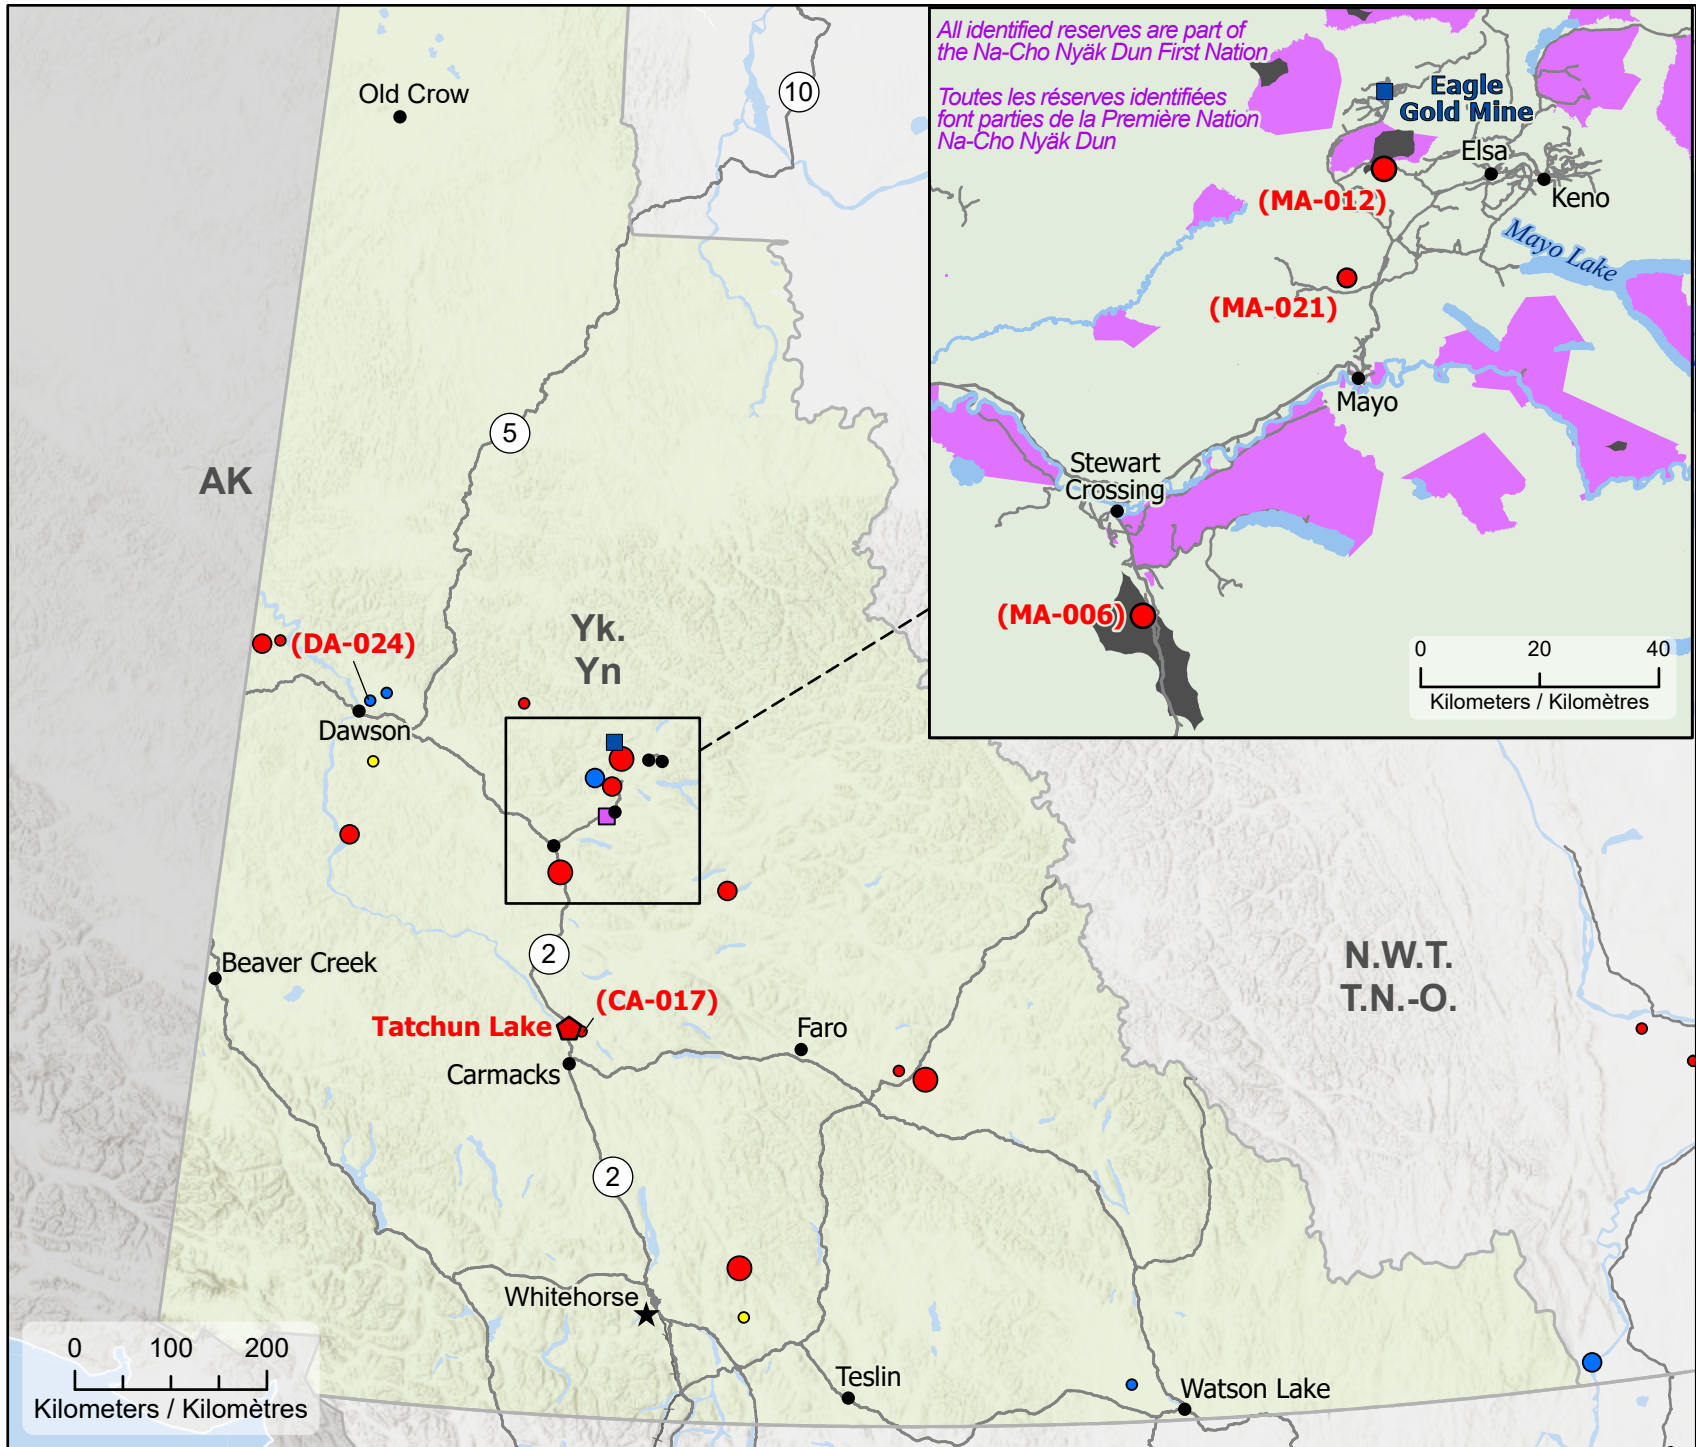 Old Crow
10
5
AK
Yk.
Yn
(DA-024)
Dawson
2
Beaver Creek
(CA-017)
Tatchun Lake
Faro
Carmacks
N.W.T.
T.N.-O.
2
Whitehorse
Teslin
Watson Lake
0 100 200
Kilometers / Kilomètres
All identified reserves are part of
the Na-Cho Nyäk Dun First Nation
Toutes les réserves identifiées
font parties de la Première Nation
Na-Cho Nyäk Dun
Eagle
Gold Mine
Elsa
Keno
(MA-012)
Mayo Lake
(MA-021)
Mayo
Stewart
Crossing
(MA-006)
0 20 40
Kilometers / Kilomètres